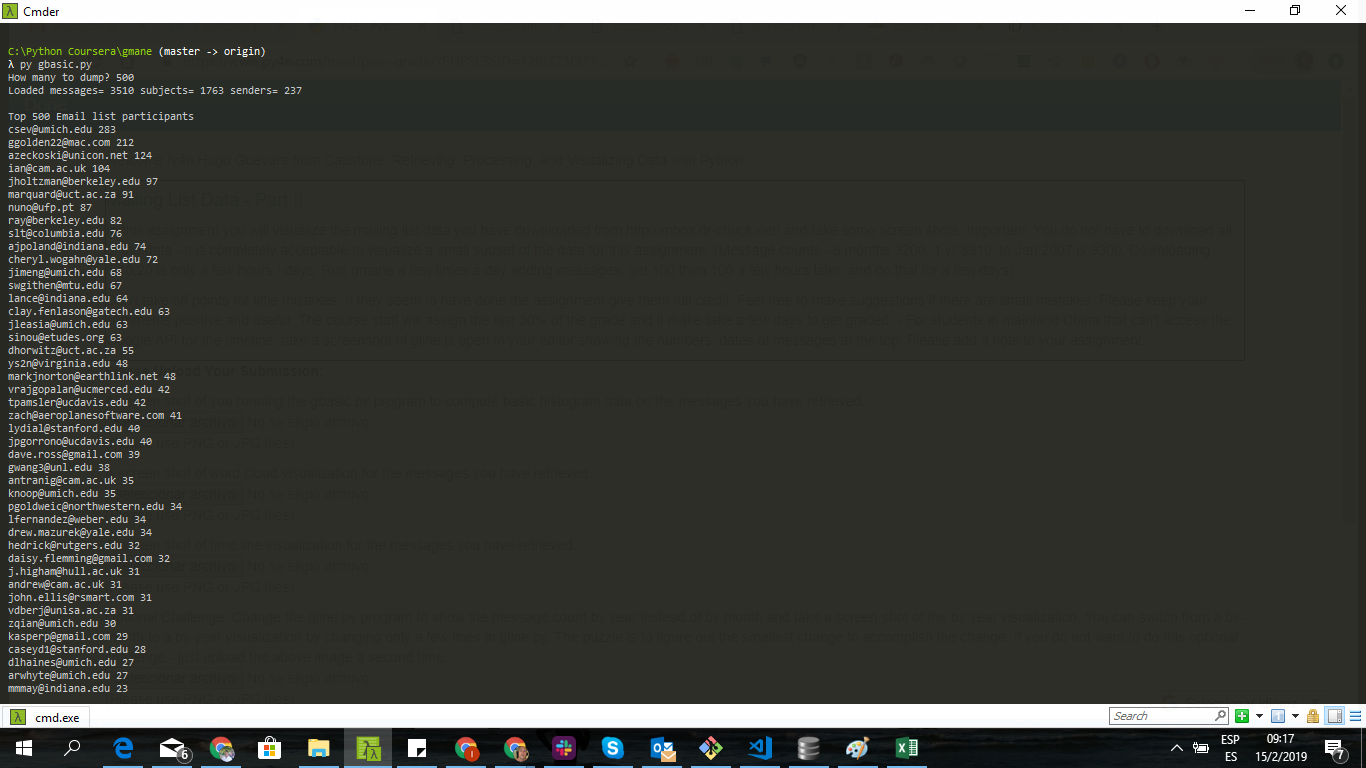 Cmder
C:\Python Coursera\gmane (master -> origin)
λ py gbasic.py
How many to dump? 500
Loaded messages= 3510 subjects= 1763 senders= 237
Top 500 Email list participants
csev@umich.edu 283
ggolden22@mac.com 212
azeckoski@unicon.net 124
ian@cam.ac.uk 104
jholtzman@berkeley.edu 97
marquard@uct.ac.za 91
nuno@ufp.pt 87
ray@berkeley.edu 82
slt@columbia.edu 76
ajpoland@indiana.edu 74
cheryl.wogahn@yale.edu 72
jimeng@umich.edu 68
swgithen@mtu.edu 67
lance@indiana.edu 64
clay.fenlason@gatech.edu 63
jleasia@umich.edu 63
sinou@etudes.org 63
dhorwitz@uct.ac.za 55
ys2n@virginia.edu 48
markjnorton@earthlink.net 48
vrajgopalan@ucmerced.edu 42
tpamsler@ucdavis.edu 42
zach@aeroplanesoftware.com 41
lydial@stanford.edu 40
jpgorrono@ucdavis.edu 40
dave.ross@gmail.com 39
gwang3@unl.edu 38
antranig@cam.ac.uk 35
knoop@umich.edu 35
pgoldweic@northwestern.edu 34
lfernandez@weber.edu 34
drew.mazurek@yale.edu 34
hedrick@rutgers.edu 32
daisy.flemming@gmail.com 32
j.higham@hull.ac.uk 31
andrew@cam.ac.uk 31
john.ellis@rsmart.com 31
vdberj@unisa.ac.za 31
zqian@umich.edu 30
kasperp@gmail.com 29
caseyd1@stanford.edu 28
dlhaines@umich.edu 27
arwhyte@umich.edu 27
mmmay@indiana.edu 23
cmd.exe
Search
6
ESP
ES
09:17
15/2/2019
7